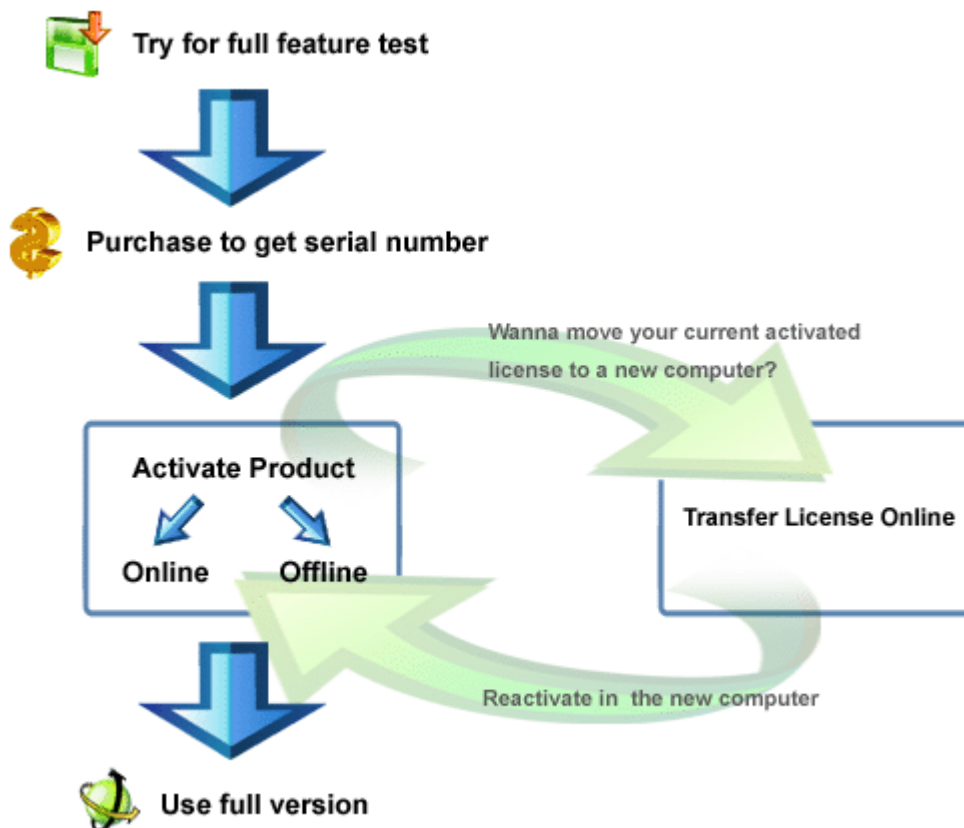 Try for full feature test
Purchase to get serial number
Wanna move your current activated
license to a new computer?
Activate Product
Online
Offline
Transfer License Online
Reactivate in the new computer
Use full version